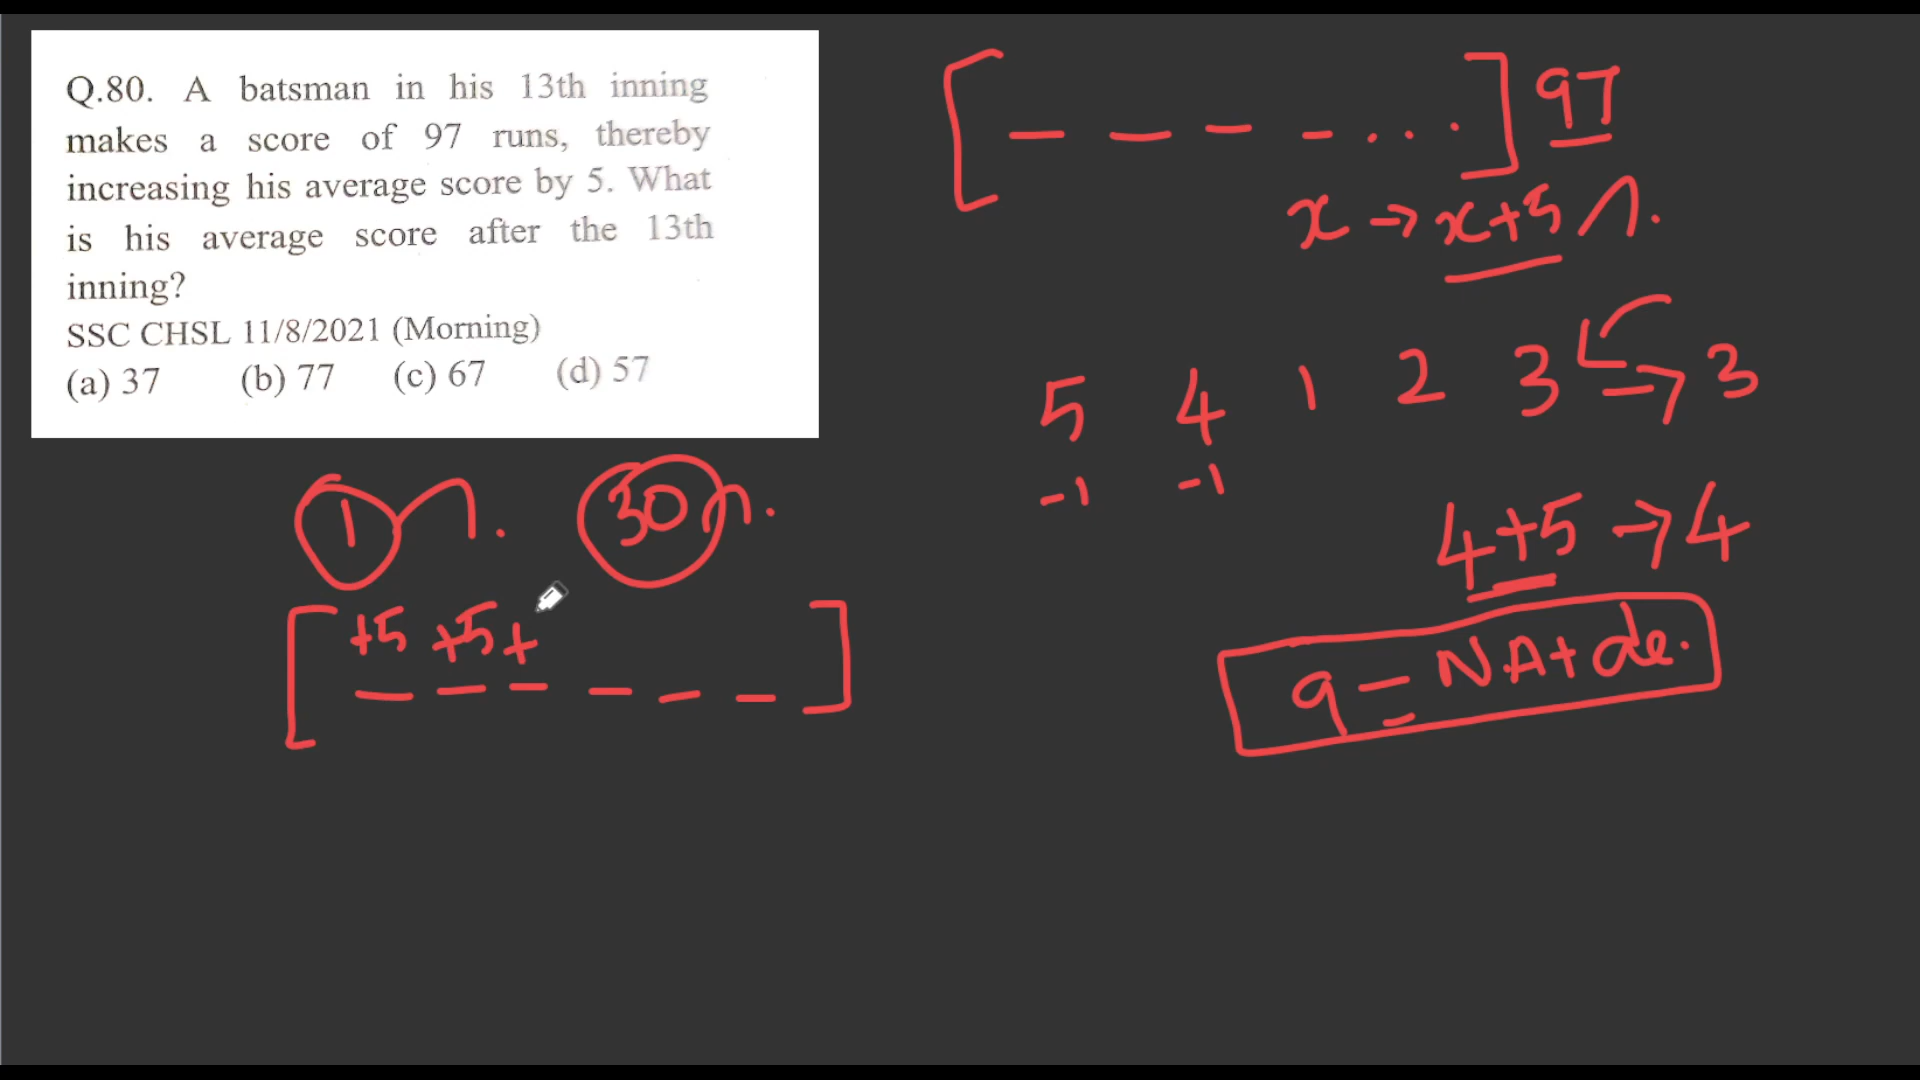 Q.80. A batsman in his 13th inning
makes a score of 97 runs, thereby
increasing his average score by 5. What
is his average score after the 13th
inning?
SSC CHSL 11/8/2021 (Morning)
(a) 37 (b) 77 (c) 67 (d) 57
[ — — — - . . . ] 97
x → x+5
5 4 1 2 3 → 3
-1 -1
1 30
4+5 → 4
[ +5 +5 +
— — — — — — ]
9 = NA + de.